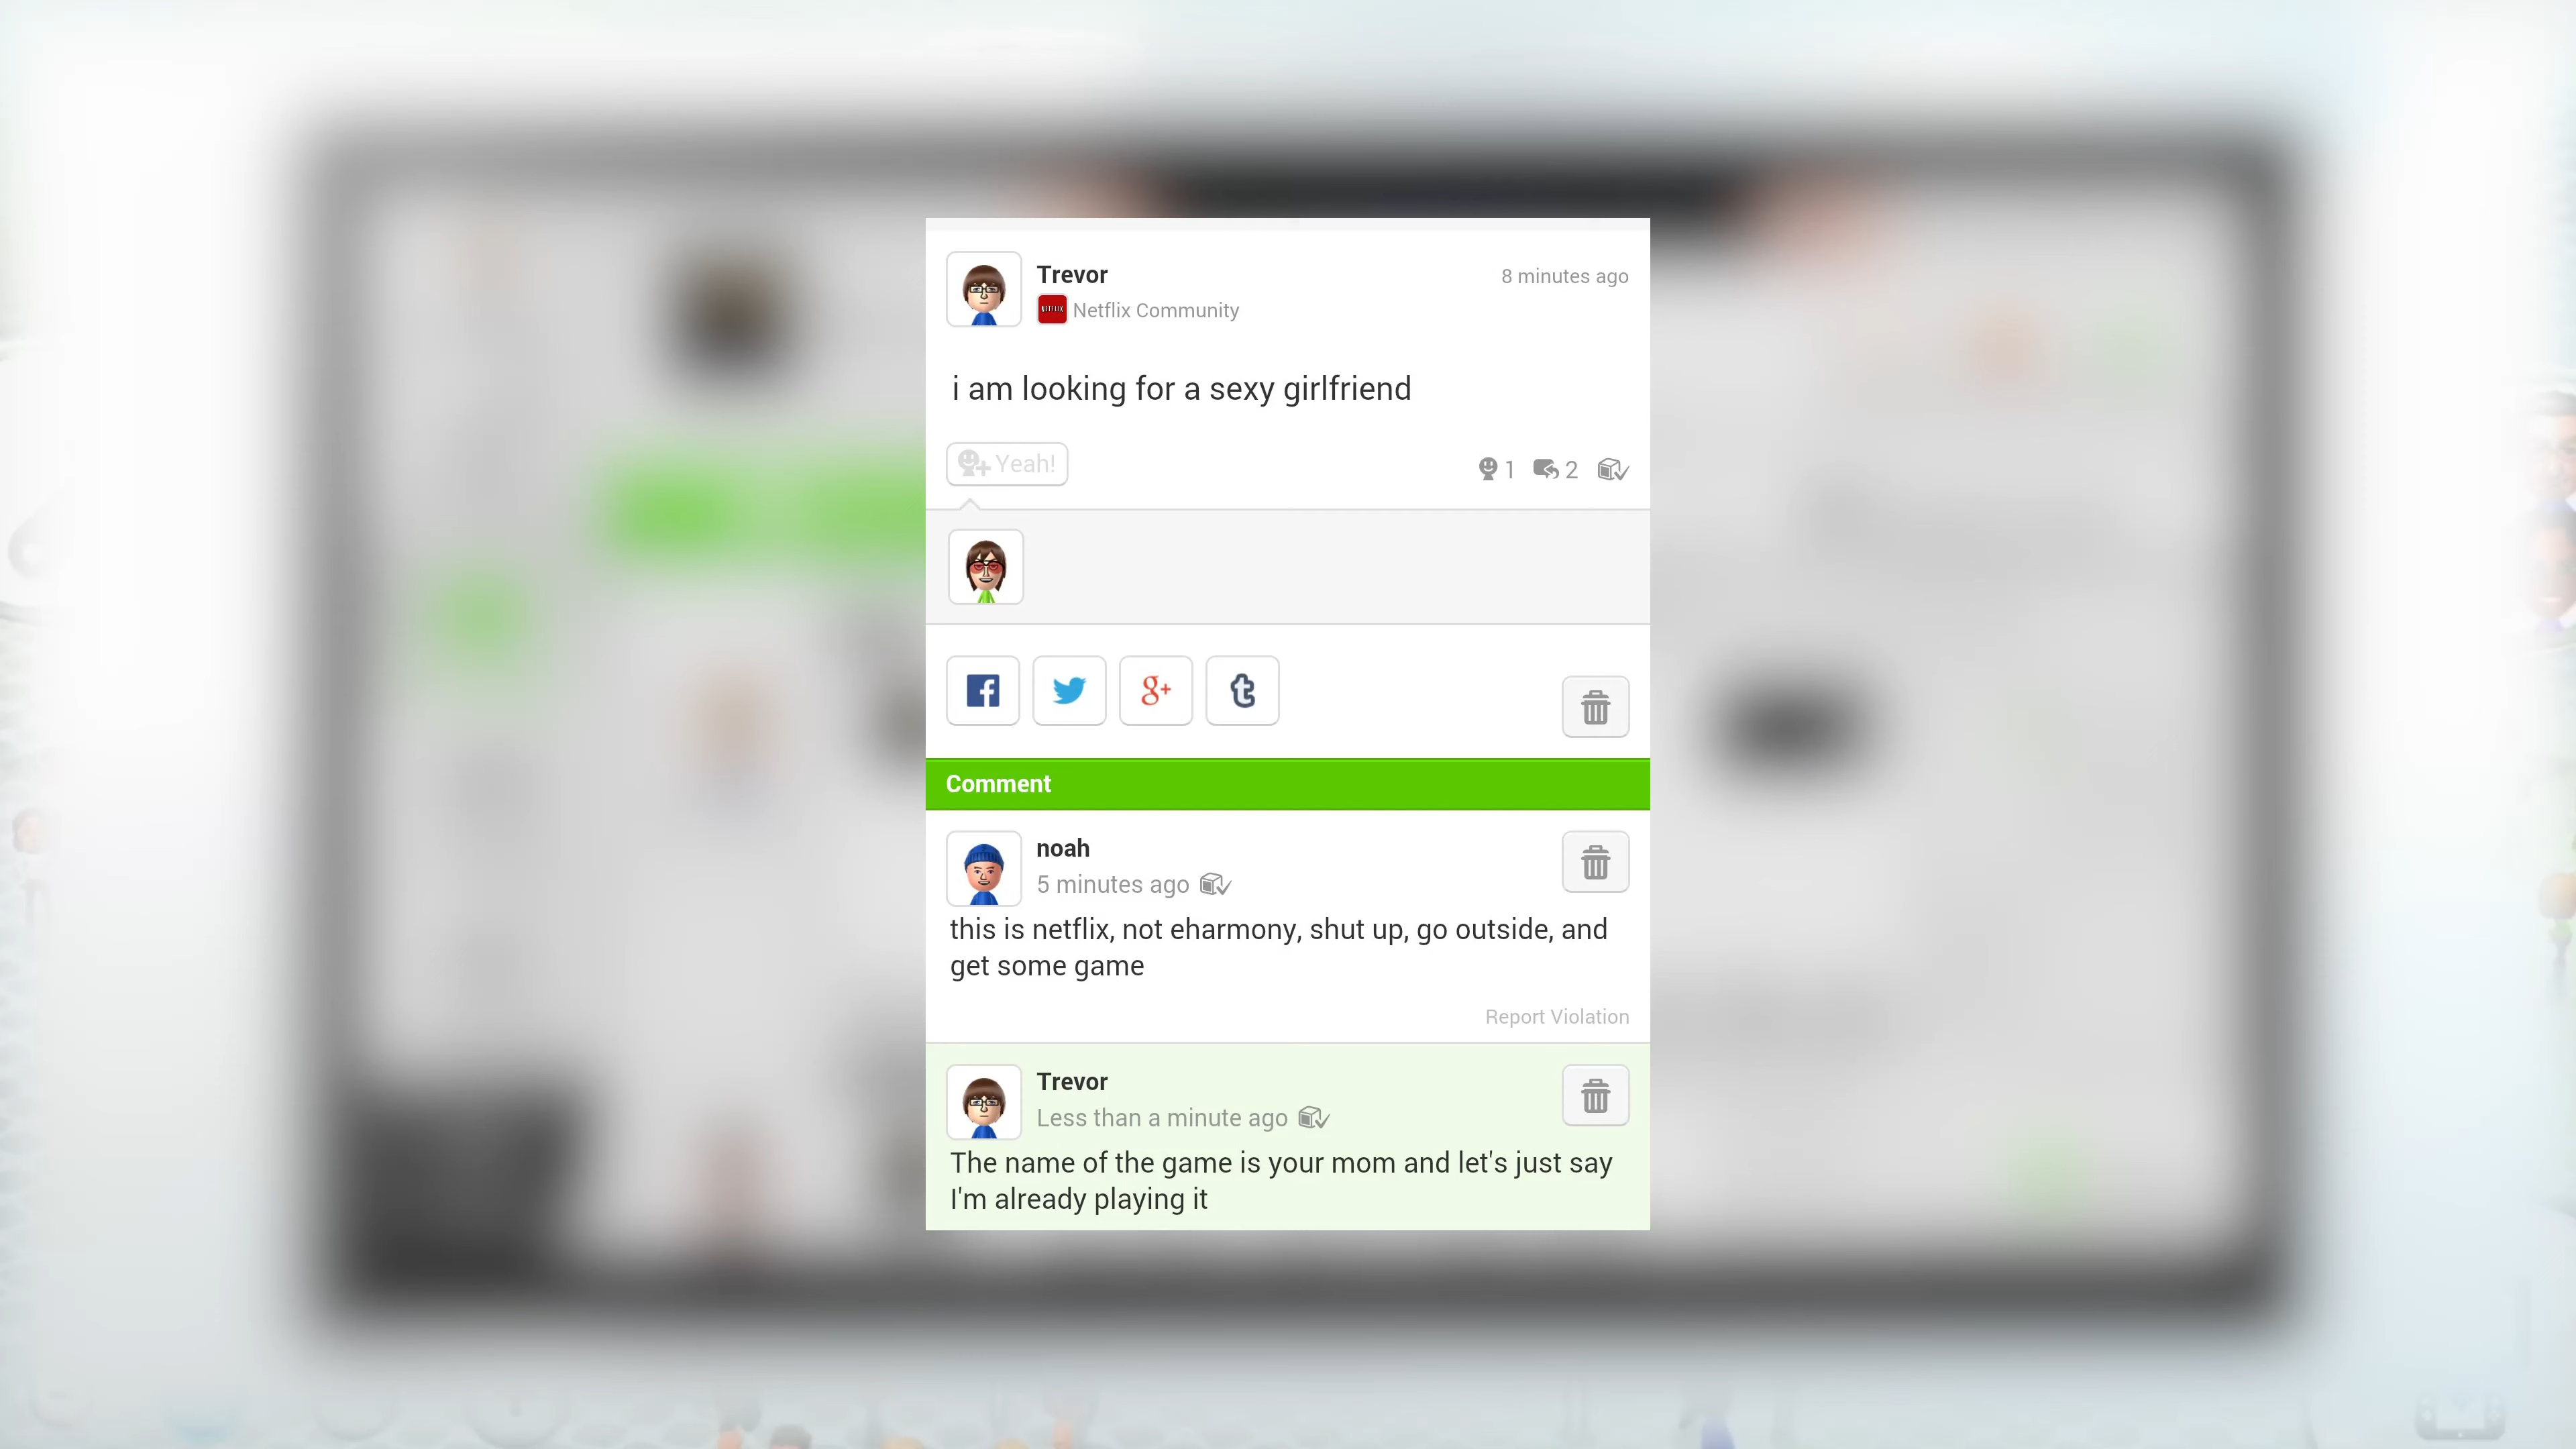 Trevor
8 minutes ago
NETFLIX
Netflix Community
i am looking for a sexy girlfriend
Yeah!
1
2
f
g+
t
Comment
noah
5 minutes ago
this is netflix, not eharmony, shut up, go outside, and
get some game
Report Violation
Trevor
Less than a minute ago
The name of the game is your mom and let's just say
I'm already playing it